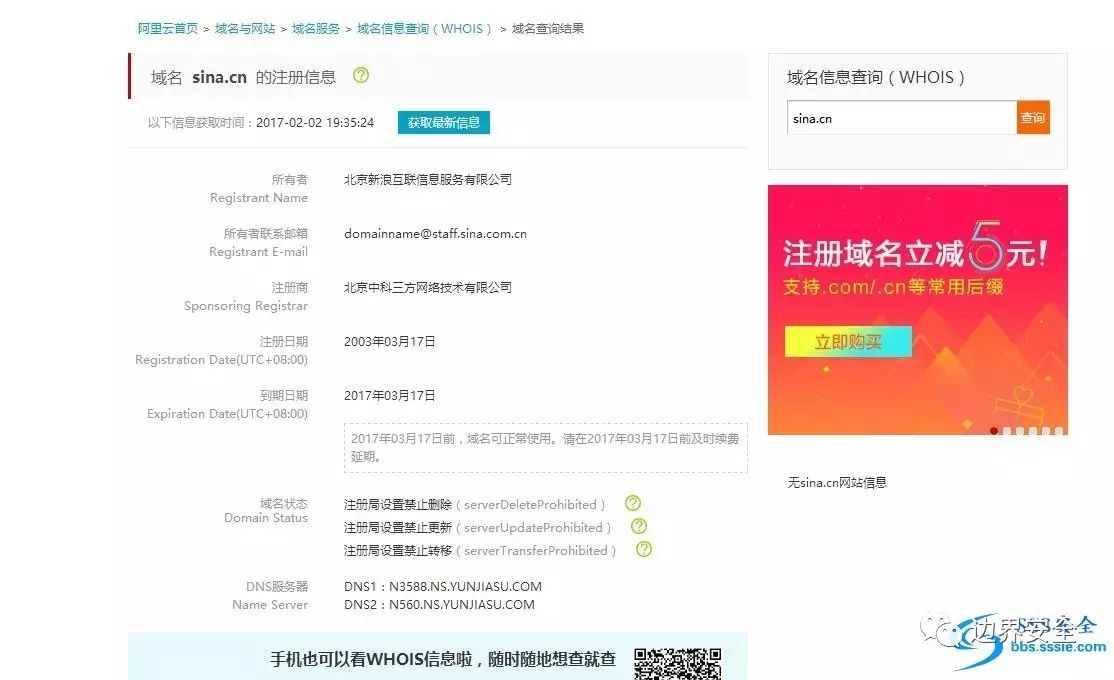 阿里云首页 > 域名与网站 > 域名服务 > 域名信息查询（WHOIS） > 域名查询结果
域名 sina.cn 的注册信息
以下信息获取时间：2017-02-02 19:35:24 获取最新信息
所有者 北京新浪互联信息服务有限公司
Registrant Name
所有者联系邮箱 domainname@staff.sina.com.cn
Registrant E-mail
注册商 北京中科三方网络技术有限公司
Sponsoring Registrar
注册日期 2003年03月17日
Registration Date(UTC+08:00)
到期日期 2017年03月17日
Expiration Date(UTC+08:00)
2017年03月17日前，域名可正常使用。请在2017年03月17日前及时续费
延期。
域名状态 注册局设置禁止删除（serverDeleteProhibited）
Domain Status
注册局设置禁止更新（serverUpdateProhibited）
注册局设置禁止转移（serverTransferProhibited）
DNS服务器 DNS1：N3588.NS.YUNJIASU.COM
Name Server DNS2：N560.NS.YUNJIASU.COM
手机也可以看WHOIS信息啦，随时随地想查就查
域名信息查询（WHOIS）
sina.cn 查询
注册域名立减5元!
支持.com/.cn等常用后缀
立即购买
无sina.cn网站信息
边界安全
bbs.sssie.com